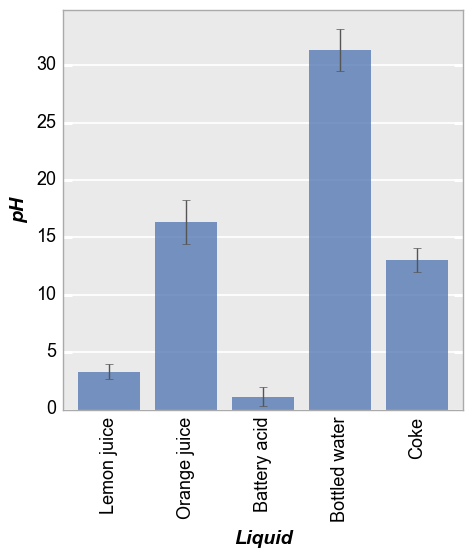 30
25
20
15
10
5
0
pH
Lemon juice
Orange juice
Battery acid
Bottled water
Coke
Liquid